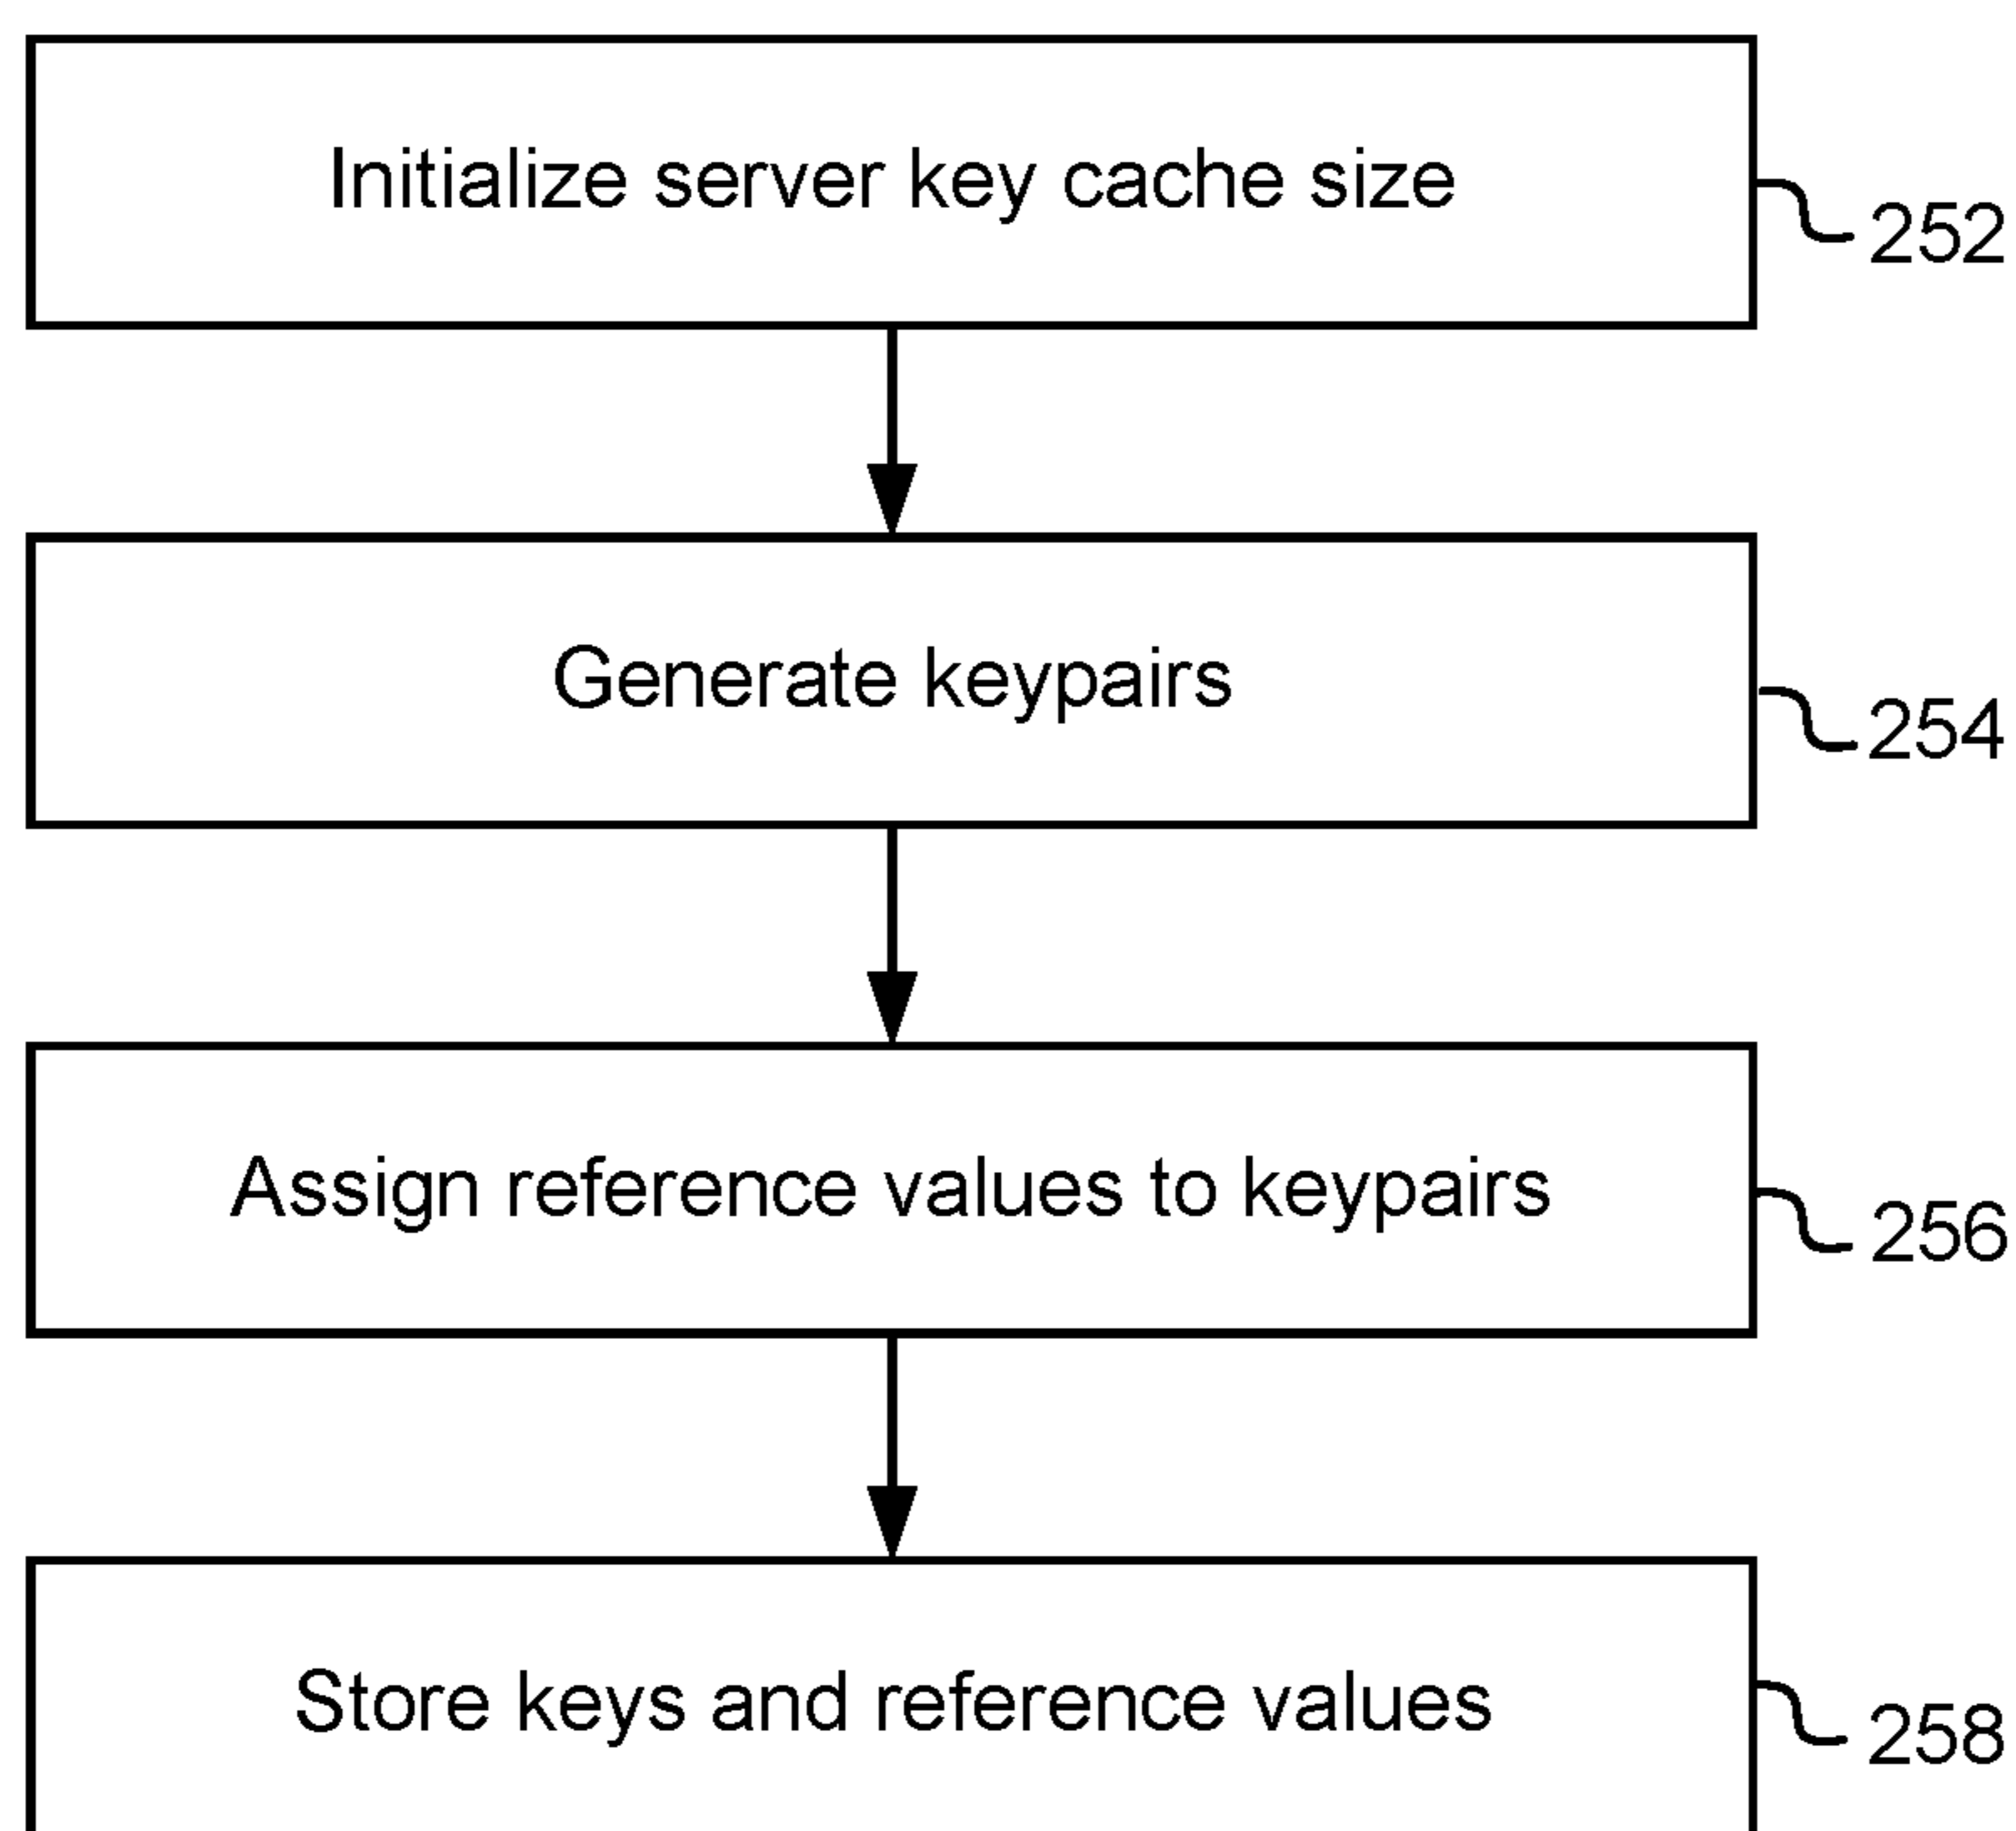 Initialize server key cache size
252
Generate keypairs
254
Assign reference values to keypairs
256
Store keys and reference values
258